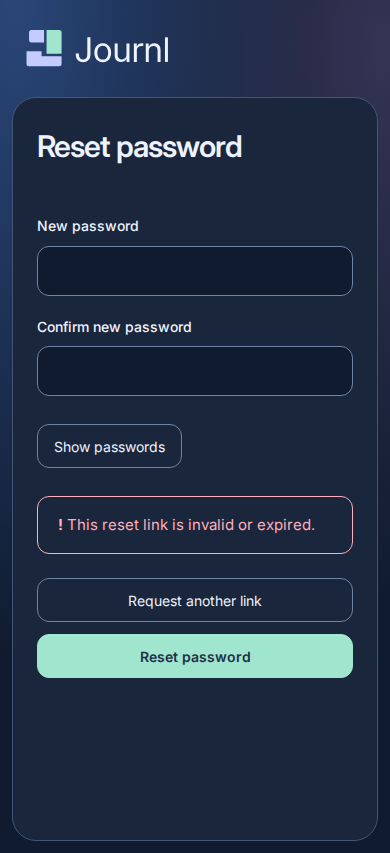 Journl
Reset password
New password
Confirm new password
Show passwords
! This reset link is invalid or expired.
Request another link
Reset password